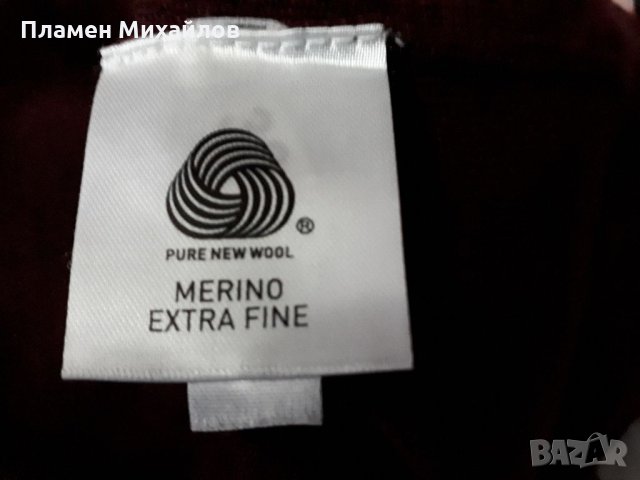 Пламен Михайлов
®
PURE NEW WOOL
MERINO
EXTRA FINE
BAZAR